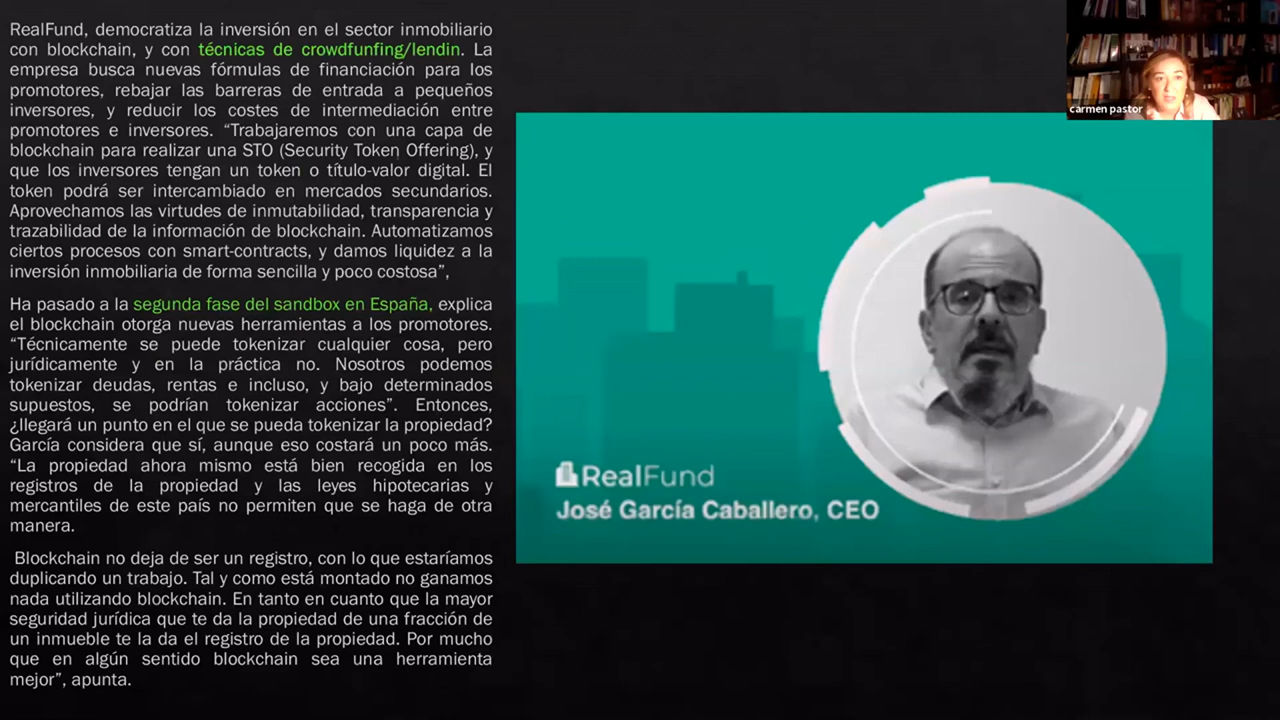 RealFund, democratiza la inversión en el sector inmobiliario
con blockchain, y con técnicas de crowdfunfing/lendin. La
empresa busca nuevas fórmulas de financiación para los
promotores, rebajar las barreras de entrada a pequeños
inversores, y reducir los costes de intermediación entre
promotores e inversores. “Trabajaremos con una capa de
blockchain para realizar una STO (Security Token Offering), y
que los inversores tengan un token o título-valor digital. El
token podrá ser intercambiado en mercados secundarios.
Aprovechamos las virtudes de inmutabilidad, transparencia y
trazabilidad de la información de blockchain. Automatizamos
ciertos procesos con smart-contracts, y damos liquidez a la
inversión inmobiliaria de forma sencilla y poco costosa”,
Ha pasado a la segunda fase del sandbox en España, explica
el blockchain otorga nuevas herramientas a los promotores.
“Técnicamente se puede tokenizar cualquier cosa, pero
jurídicamente y en la práctica no. Nosotros podemos
tokenizar deudas, rentas e incluso, y bajo determinados
supuestos, se podrían tokenizar acciones”. Entonces,
¿llegará un punto en el que se pueda tokenizar la propiedad?
García considera que sí, aunque eso costará un poco más.
“La propiedad ahora mismo está bien recogida en los
registros de la propiedad y las leyes hipotecarias y
mercantiles de este país no permiten que se haga de otra
manera.
Blockchain no deja de ser un registro, con lo que estaríamos
duplicando un trabajo. Tal y como está montado no ganamos
nada utilizando blockchain. En tanto en cuanto que la mayor
seguridad jurídica que te da la propiedad de una fracción de
un inmueble te la da el registro de la propiedad. Por mucho
que en algún sentido blockchain sea una herramienta
mejor”, apunta.
RealFund
José García Caballero, CEO
carmen pastor